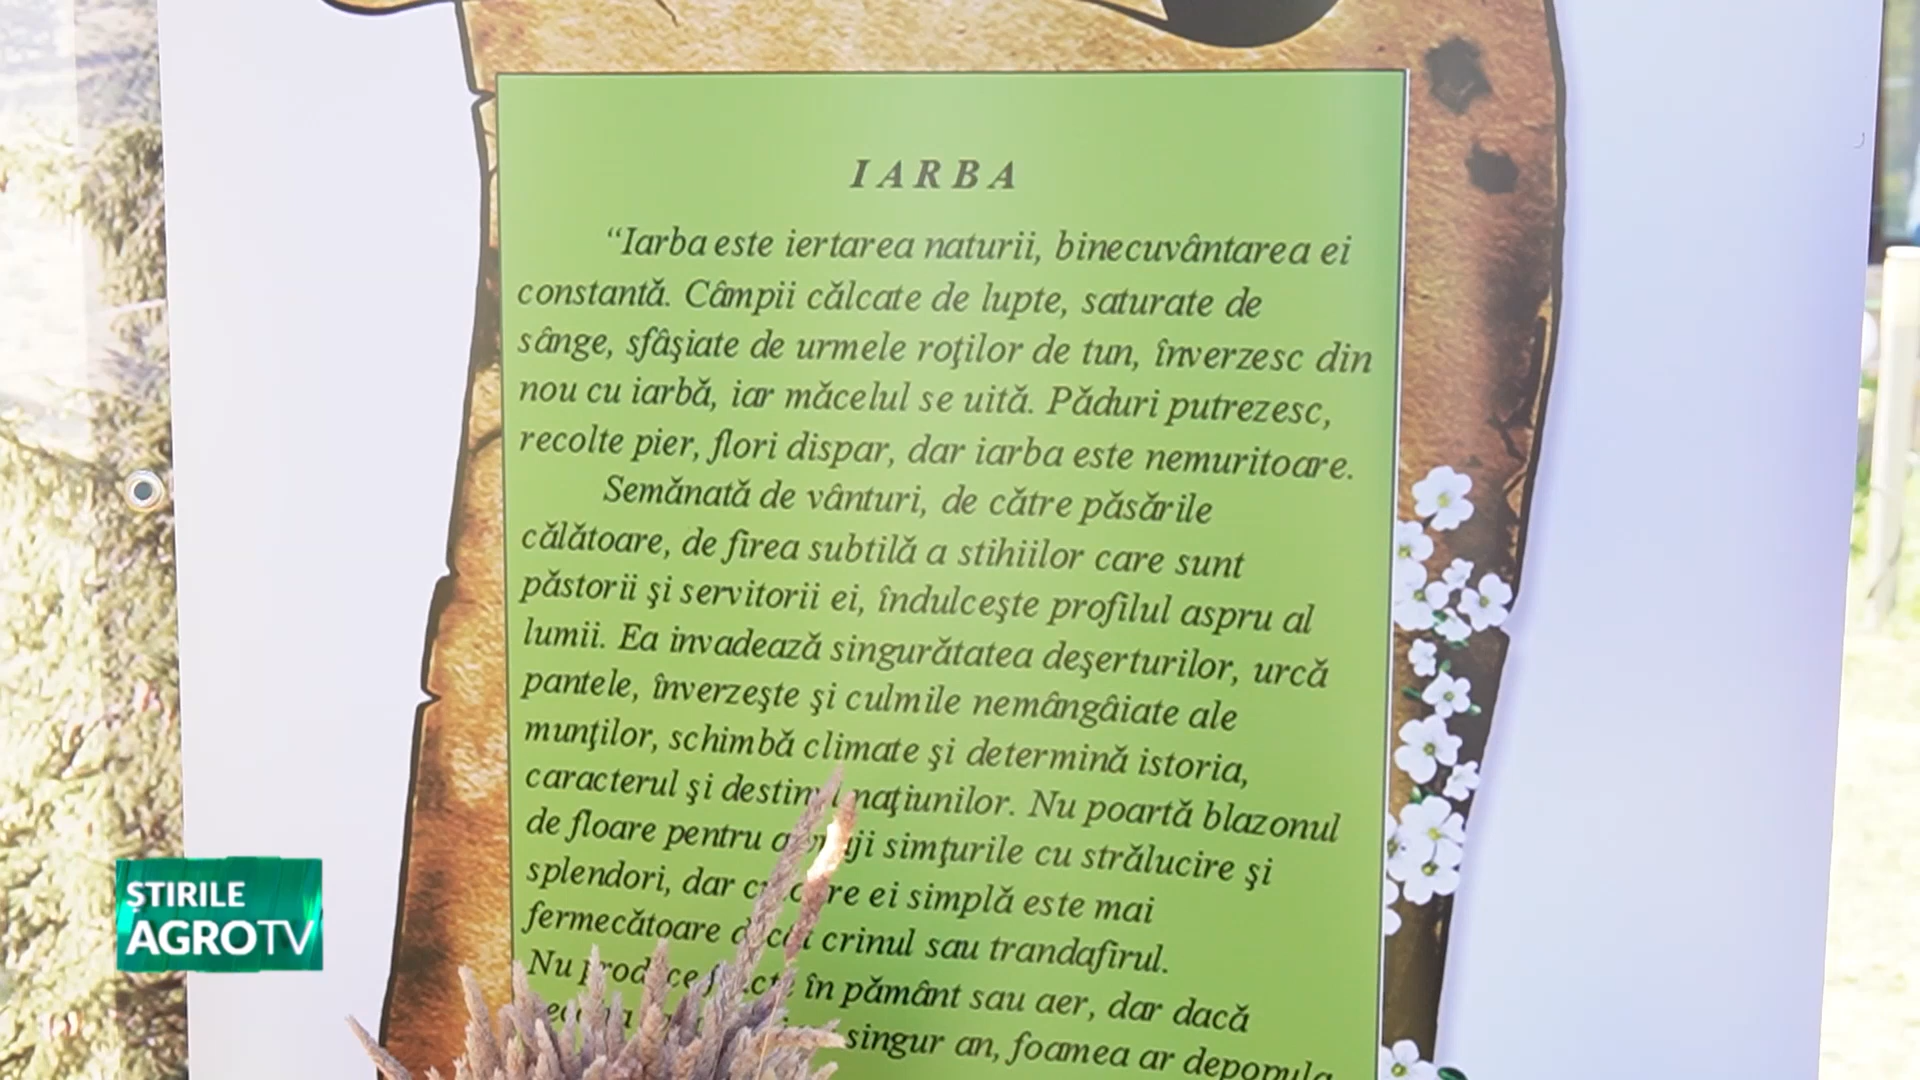 IARBA
“Iarba este iertarea naturii, binecuvântarea ei
constantă. Câmpii călcate de lupte, saturate de
sânge, sfâşiate de urmele roţilor de tun, înverzesc din
nou cu iarbă, iar măcelul se uită. Păduri putrezesc,
recolte pier, flori dispar, dar iarba este nemuritoare.
Semănată de vânturi, de către păsările
călătoare, de firea subtilă a stihiilor care sunt
păstorii şi servitorii ei, îndulceşte profilul aspru al
lumii. Ea invadează singurătatea deşerturilor, urcă
pantele, înverzeşte şi culmile nemângâiate ale
munţilor, schimbă climate şi determină istoria,
caracterul şi destinul naţiunilor. Nu poartă blazonul
de floare pentru simţurile cu strălucire şi
splendori, dar ei simplă este mai
fermecătoare decât crinul sau trandafirul.
Nu produce fructe în pământ sau aer, dar dacă
singur an, foamea ar depopula
ŞTIRILE
AGROTV